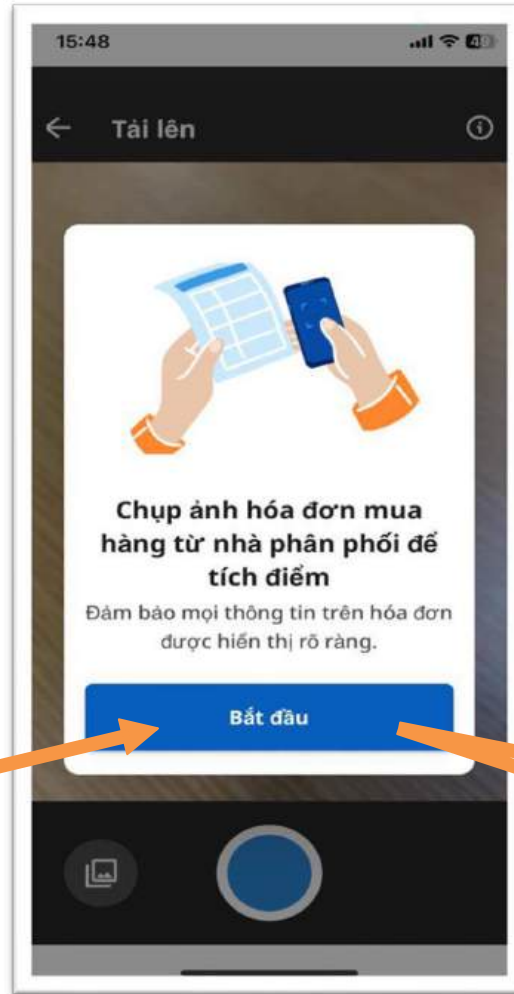 15:48
Tải lên
Chụp ảnh hóa đơn mua
hàng từ nhà phân phối để
tích điểm
Đảm bảo mọi thông tin trên hóa đơn
được hiển thị rõ ràng.
Bắt đầu